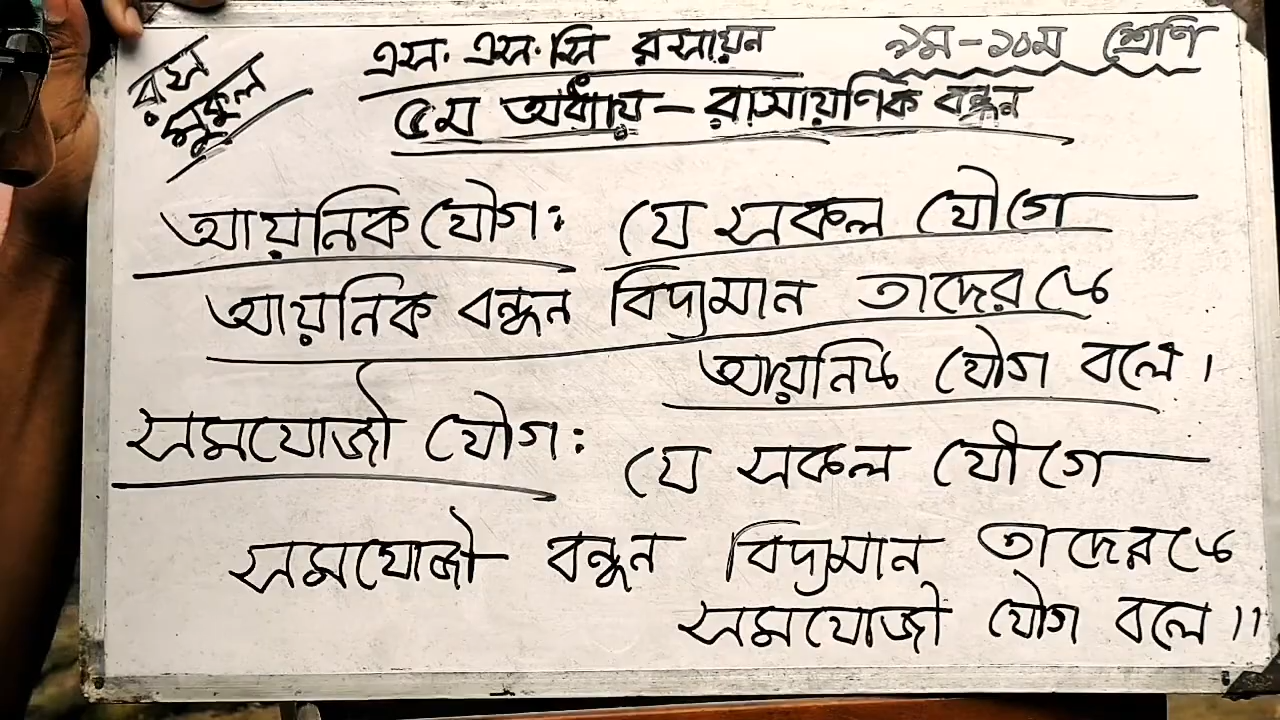 রঘু
মুকুল
এস. এস. সি রসায়ন ৯ম-১০ম শ্রেণি
৫ম অধ্যায় - রাসায়ণিক বন্ধন
আয়নিক যৌগ: যে সকল যৌগে
আয়নিক বন্ধন বিদ্যমান তাদেরকে
আয়নিক যৌগ বলে।
সমযোজী যৌগ: যে সকল যৌগে
সমযোজী বন্ধন বিদ্যমান তাদেরকে
সমযোজী যৌগ বলে।।